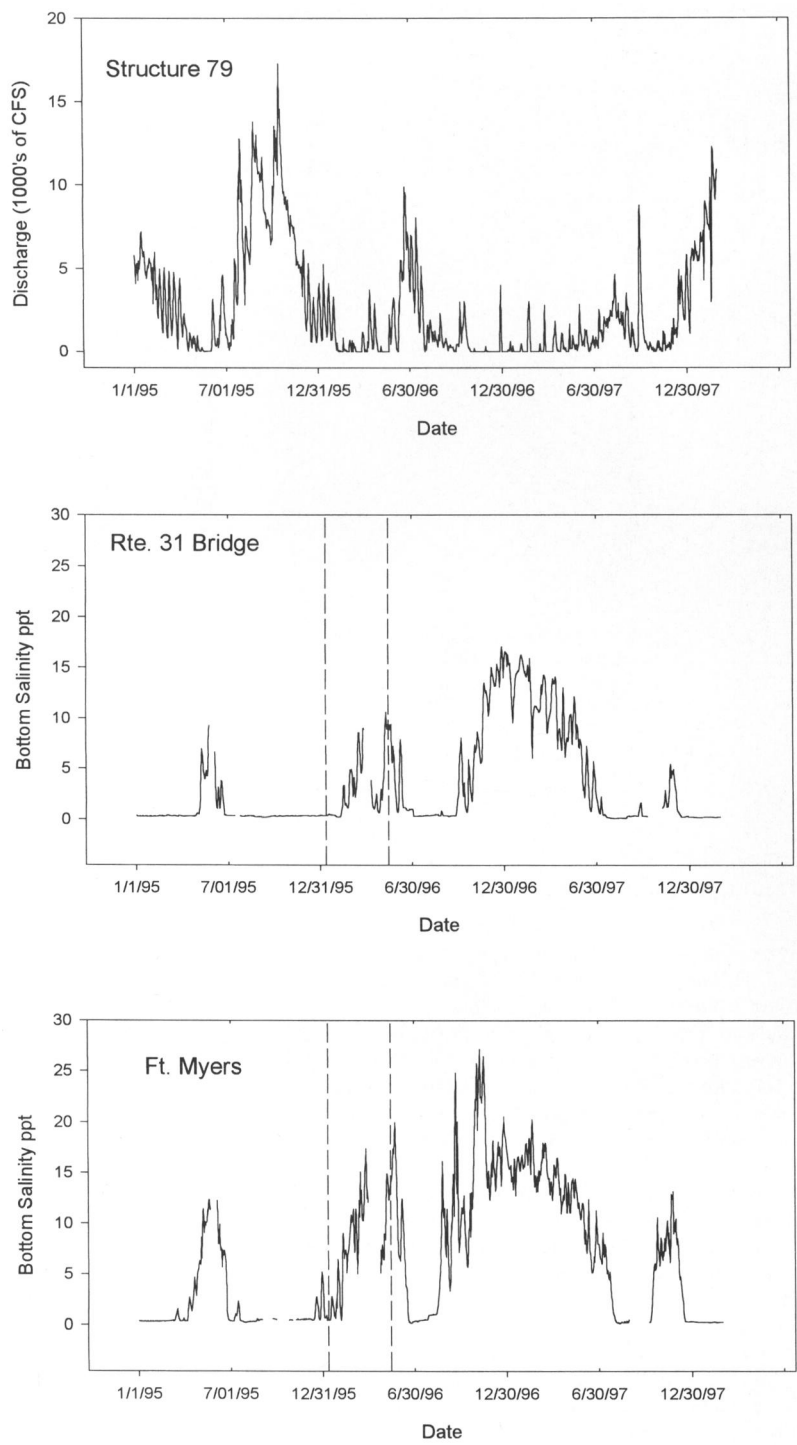 Structure 79
Discharge (1000's of CFS)
20
15
10
5
0
1/1/95 7/01/95 12/31/95 6/30/96 12/30/96 6/30/97 12/30/97
Date
Rte. 31 Bridge
Bottom Salinity ppt
30
25
20
15
10
5
0
1/1/95 7/01/95 12/31/95 6/30/96 12/30/96 6/30/97 12/30/97
Date
Ft. Myers
Bottom Salinity ppt
30
25
20
15
10
5
0
1/1/95 7/01/95 12/31/95 6/30/96 12/30/96 6/30/97 12/30/97
Date